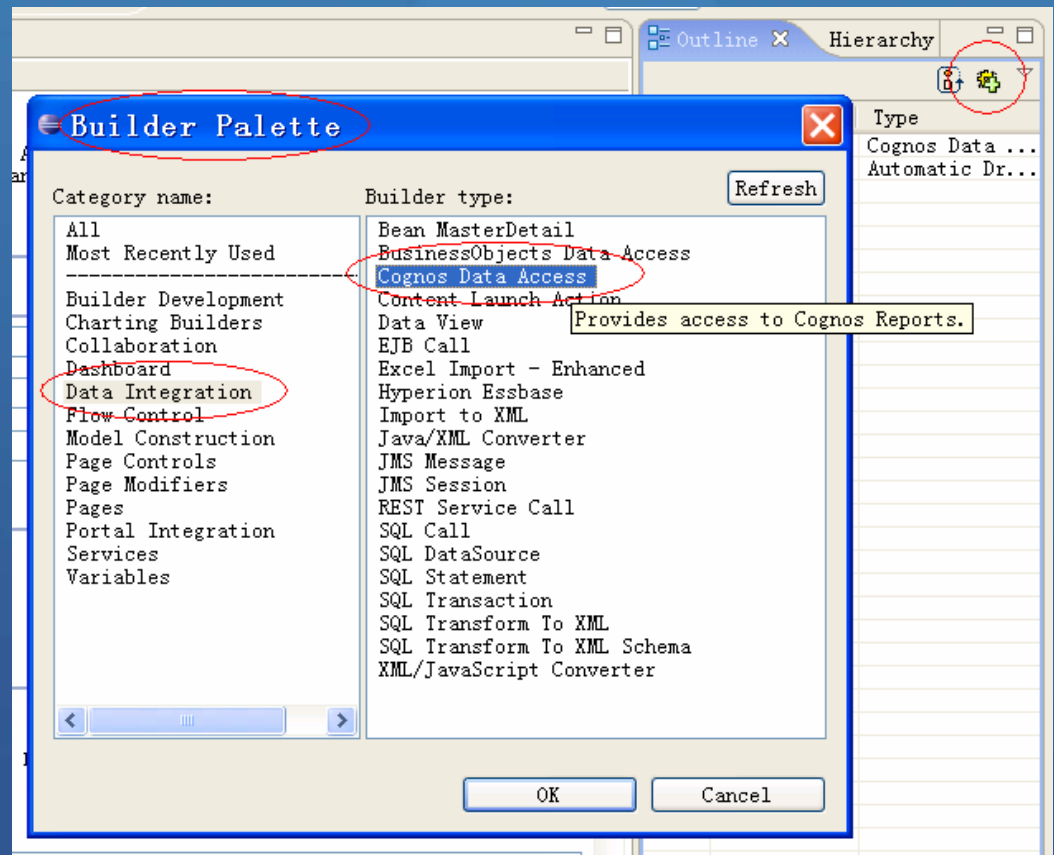 Outline
Hierarchy
Type
Cognos Data ...
Automatic Dr...
Builder Palette
Category name:
Builder type:
Refresh
All
Most Recently Used
--------------------------
Builder Development
Charting Builders
Collaboration
Dashboard
Data Integration
Flow Control
Model Construction
Page Controls
Page Modifiers
Pages
Portal Integration
Services
Variables
Bean MasterDetail
BusinessObjects Data Access
Cognos Data Access
Content Launch Action
Data View
EJB Call
Excel Import - Enhanced
Hyperion Essbase
Import to XML
Java/XML Converter
JMS Message
JMS Session
REST Service Call
SQL Call
SQL DataSource
SQL Statement
SQL Transaction
SQL Transform To XML
SQL Transform To XML Schema
XML/JavaScript Converter
Provides access to Cognos Reports.
OK
Cancel